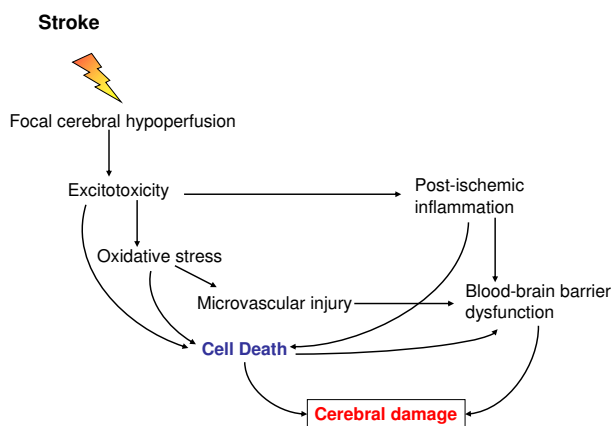 Stroke
Focal cerebral hypoperfusion
Excitotoxicity
Post-ischemic
inflammation
Oxidative stress
Microvascular injury
Blood-brain barrier
dysfunction
Cell Death
Cerebral damage